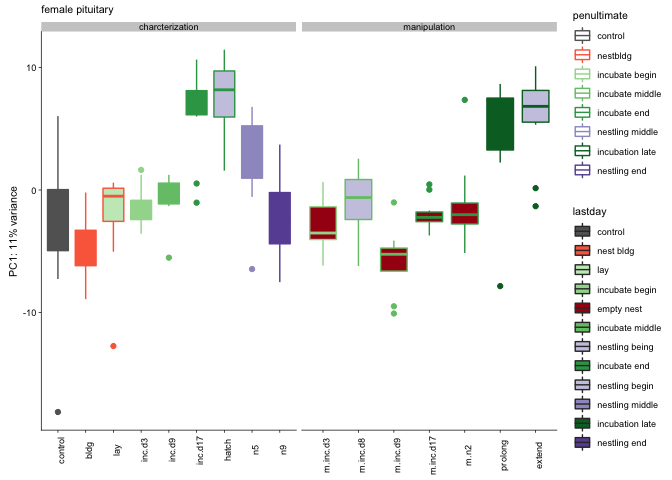 female pituitary
charcterization
manipulation
PC1: 11% variance
10
0
-10
control
bldg
lay
inc.d3
inc.d9
inc.d17
hatch
n5
n9
m.inc.d3
m.inc.d8
m.inc.d9
m.inc.d17
m.n2
prolong
extend
penultimate
control
nestbldg
incubate begin
incubate middle
incubate end
nestling middle
incubation late
nestling end
lastday
control
nest bldg
lay
incubate begin
empty nest
incubate middle
nestling being
incubate end
nestling begin
nestling middle
incubation late
nestling end